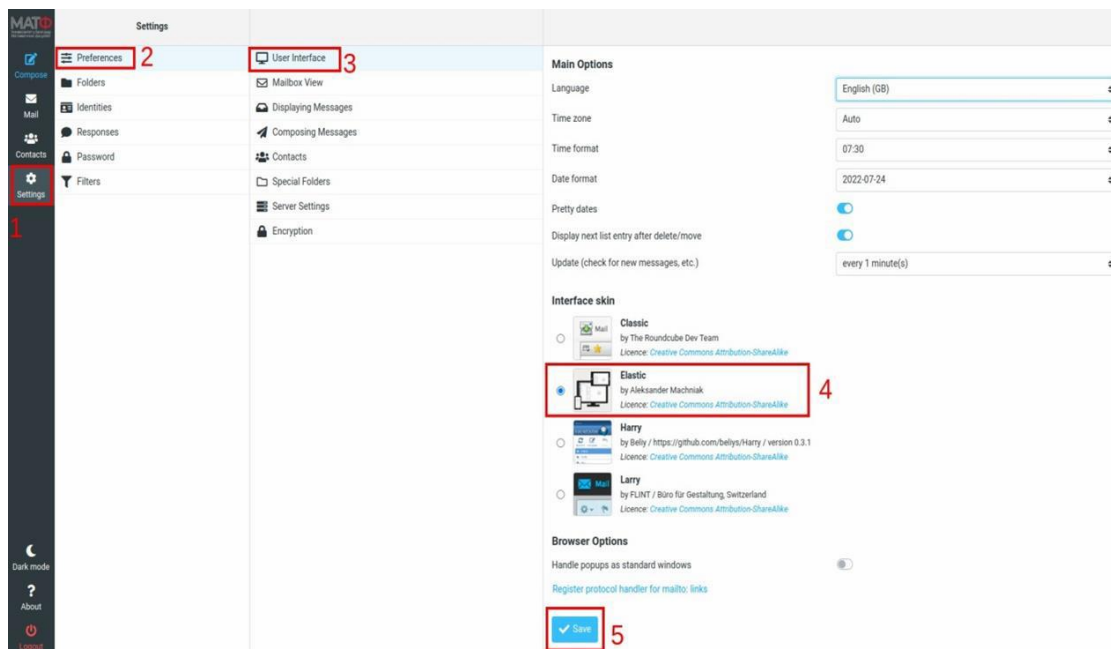 МАТФ
Settings
Compose
Mail
Contacts
Settings
1
Dark mode
?
About
Logout
Preferences
2
Folders
Identities
Responses
Password
Filters
User Interface
3
Mailbox View
Displaying Messages
Composing Messages
Contacts
Special Folders
Server Settings
Encryption
Main Options
Language English (GB)
Time zone Auto
Time format 07:30
Date format 2022-07-24
Pretty dates
Display next list entry after delete/move
Update (check for new messages, etc.) every 1 minute(s)
Interface skin
Mail
Classic
by The Roundcube Dev Team
Licence: Creative Commons Attribution-ShareAlike
Elastic
by Aleksander Machniak
Licence: Creative Commons Attribution-ShareAlike
4
Harry
by Beliy / https://github.com/beliys/Harry / version 0.3.1
Licence: Creative Commons Attribution-ShareAlike
Mail
Larry
by FLINT / Büro für Gestaltung, Switzerland
Licence: Creative Commons Attribution-ShareAlike
Browser Options
Handle popups as standard windows
Register protocol handler for mailto: links
Save
5